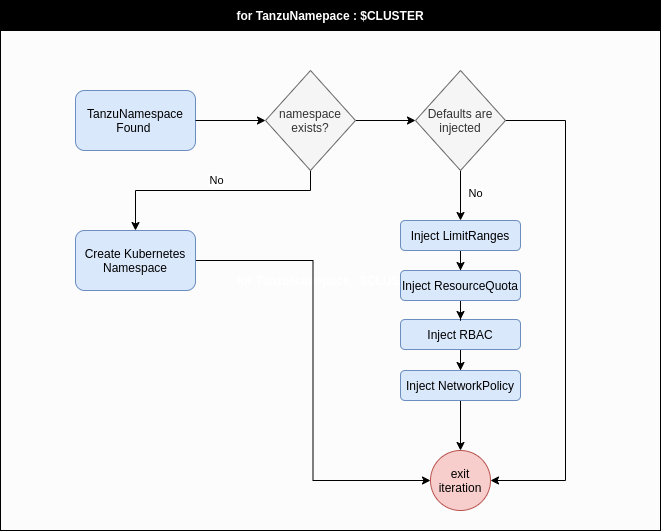 for TanzuNamepace : $CLUSTER
TanzuNamespace
Found
namespace
exists?
Defaults are
injected
No
No
Create Kubernetes
Namespace
Inject LimitRanges
Inject ResourceQuota
Inject RBAC
Inject NetworkPolicy
exit
iteration